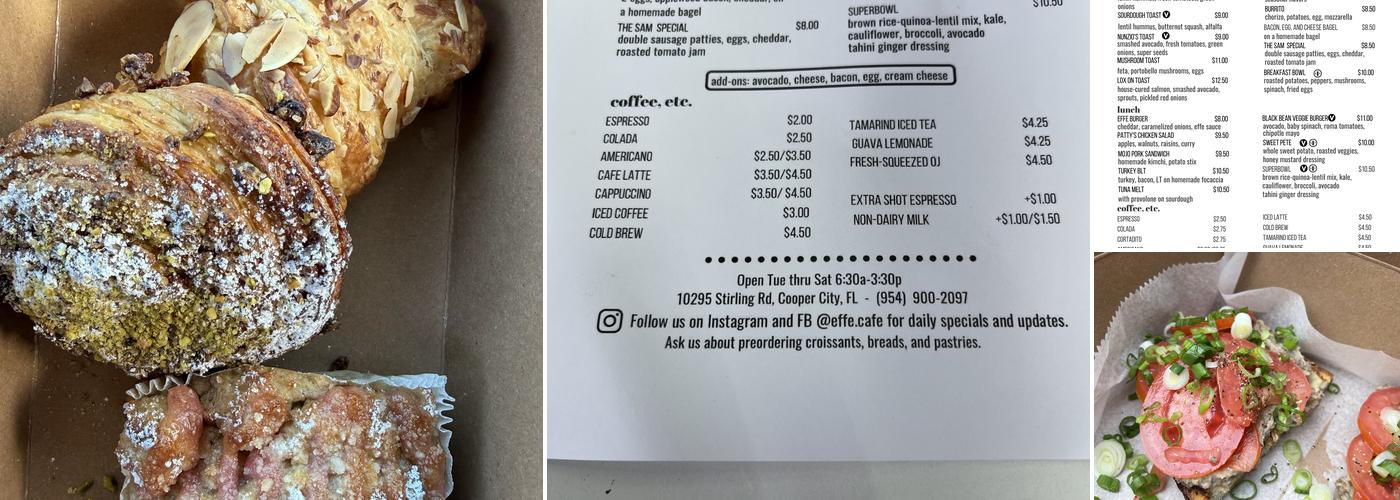 2 eggs, applewood bacon, cheddar, on
a homemade bagel
THE SAM SPECIAL $8.00
double sausage patties, eggs, cheddar,
roasted tomato jam
$10.50
SUPERBOWL
brown rice-quinoa-lentil mix, kale,
cauliflower, broccoli, avocado
tahini ginger dressing
add-ons: avocado, cheese, bacon, egg, cream cheese
coffee, etc.
ESPRESSO $2.00
COLADA $2.50
AMERICANO $2.50/$3.50
CAFE LATTE $3.50/$4.50
CAPPUCCINO $3.50/ $4.50
ICED COFFEE $3.00
COLD BREW $4.50
TAMARIND ICED TEA $4.25
GUAVA LEMONADE $4.25
FRESH-SQUEEZED OJ $4.50
EXTRA SHOT ESPRESSO +$1.00
NON-DAIRY MILK +$1.00/$1.50
Open Tue thru Sat 6:30a-3:30p
10295 Stirling Rd, Cooper City, FL - (954) 900-2097
Follow us on Instagram and FB @effe.cafe for daily specials and updates.
Ask us about preordering croissants, breads, and pastries.
onions
SOURDOUGH TOAST V $9.00
lentil hummus, butternut squash, alfalfa
NUNZIO'S TOAST V $9.00
smashed avocado, fresh tomatoes, green
onions, super seeds
MUSHROOM TOAST $11.00
feta, portobello mushrooms, eggs
LOX ON TOAST $12.50
house-cured salmon, smashed avocado,
sprouts, pickled red onions
lunch
EFFE BURGER $8.00
cheddar, caramelized onions, effe sauce
PATTY'S CHICKEN SALAD $9.50
apples, walnuts, raisins, curry
MOJO PORK SANDWICH $9.50
homemade kimchi, potato stix
TURKEY BLT $10.50
turkey, bacon, LT on homemade focaccia
TUNA MELT $10.50
with provolone on sourdough
coffee, etc.
ESPRESSO $2.50
COLADA $2.75
CORTADITO $2.75
BURRITO $8.50
chorizo, potatoes, egg, mozzarella
BACON, EGG, AND CHEESE BAGEL $8.50
on a homemade bagel
THE SAM SPECIAL $8.50
double sausage patties, eggs, cheddar,
roasted tomato jam
BREAKFAST BOWL $10.00
roasted potatoes, peppers, mushrooms,
spinach, fried eggs
BLACK BEAN VEGGIE BURGER V $11.00
avocado, baby spinach, roma tomatoes,
chipotle mayo
SWEET PETE V $10.00
whole sweet potato, roasted veggies,
honey mustard dressing
SUPERBOWL V $10.50
brown rice-quinoa-lentil mix, kale,
cauliflower, broccoli, avocado
tahini ginger dressing
ICED LATTE $4.50
COLD BREW $4.50
TAMARIND ICED TEA $4.50
GUAVA LEMONADE $4.50